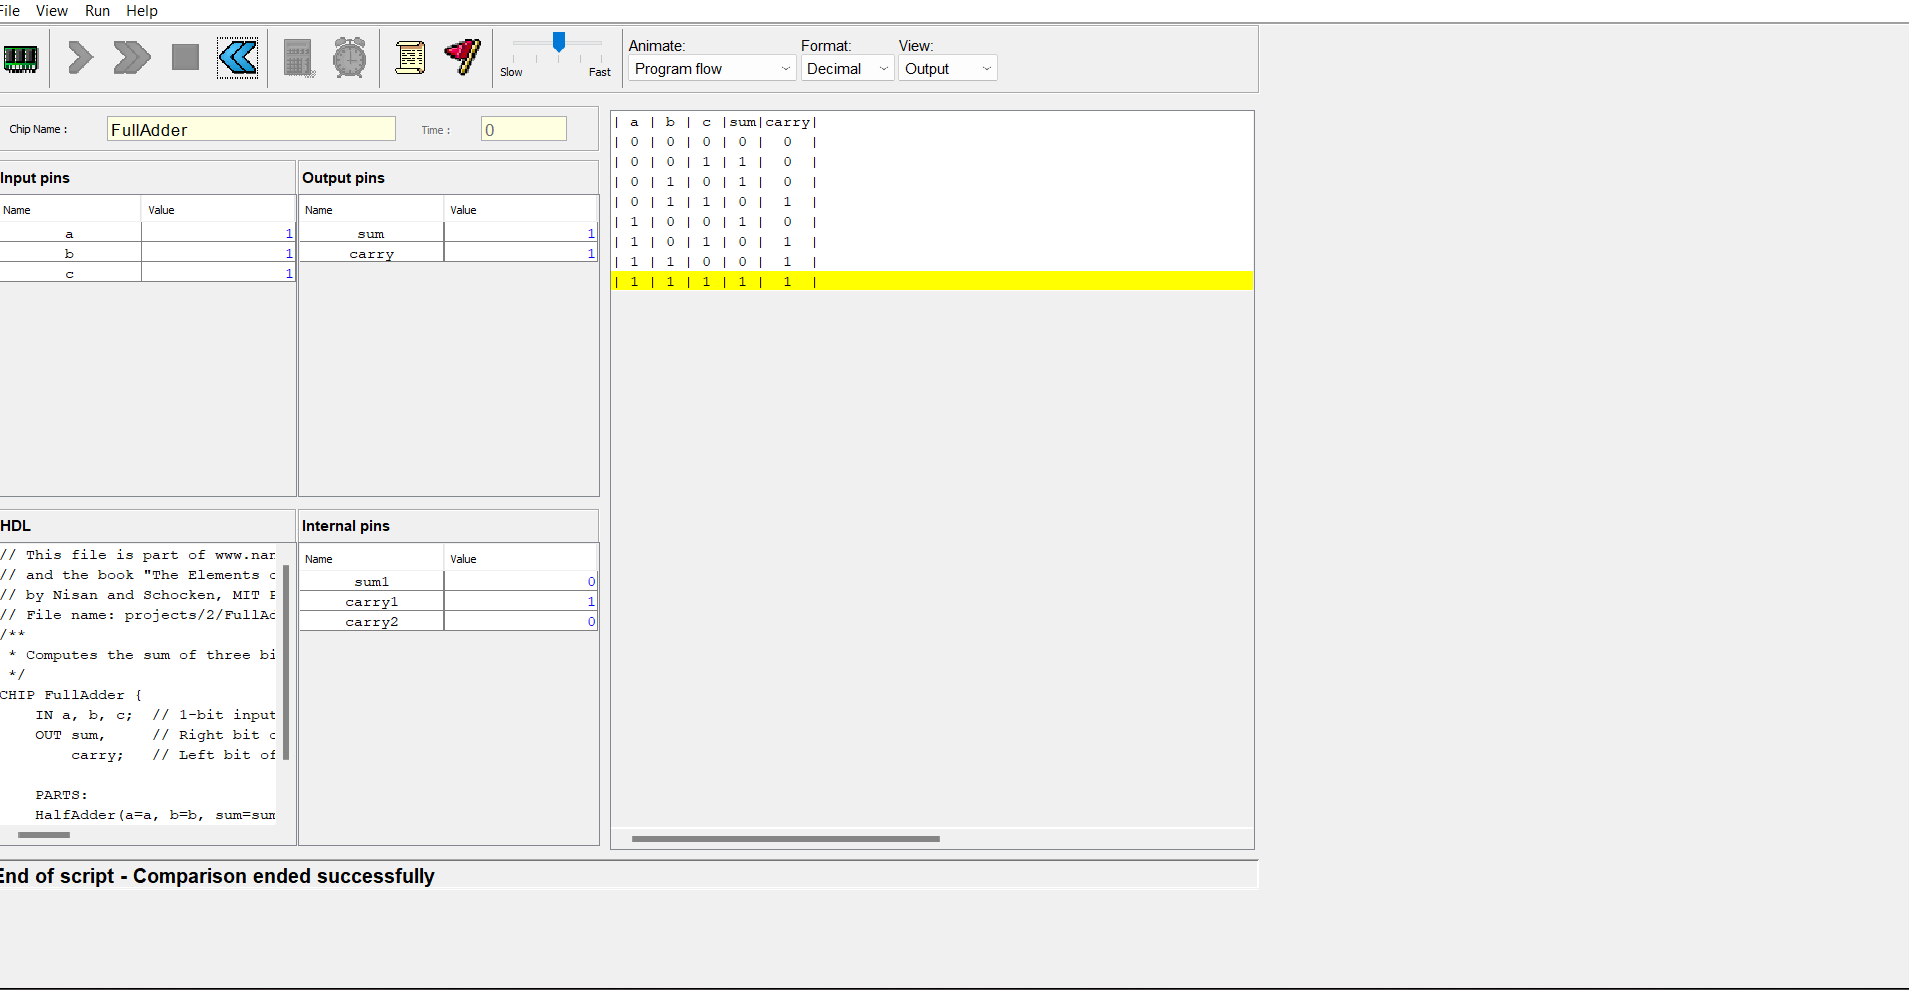 File View Run Help
Slow Fast
Animate: Format: View:
Program flow Decimal Output
Chip Name : FullAdder Time : 0
Input pins
Name Value
a 1
b 1
c 1
Output pins
Name Value
sum 1
carry 1
| a | b | c |sum|carry|
| 0 | 0 | 0 | 0 | 0 |
| 0 | 0 | 1 | 1 | 0 |
| 0 | 1 | 0 | 1 | 0 |
| 0 | 1 | 1 | 0 | 1 |
| 1 | 0 | 0 | 1 | 0 |
| 1 | 0 | 1 | 0 | 1 |
| 1 | 1 | 0 | 0 | 1 |
| 1 | 1 | 1 | 1 | 1 |
HDL
// This file is part of www.nan
// and the book "The Elements o
// by Nisan and Schocken, MIT P
// File name: projects/2/FullAd
/**
* Computes the sum of three bi
*/
CHIP FullAdder {
IN a, b, c; // 1-bit input
OUT sum, // Right bit o
carry; // Left bit of
PARTS:
HalfAdder(a=a, b=b, sum=sum
Internal pins
Name Value
sum1 0
carry1 1
carry2 0
End of script - Comparison ended successfully